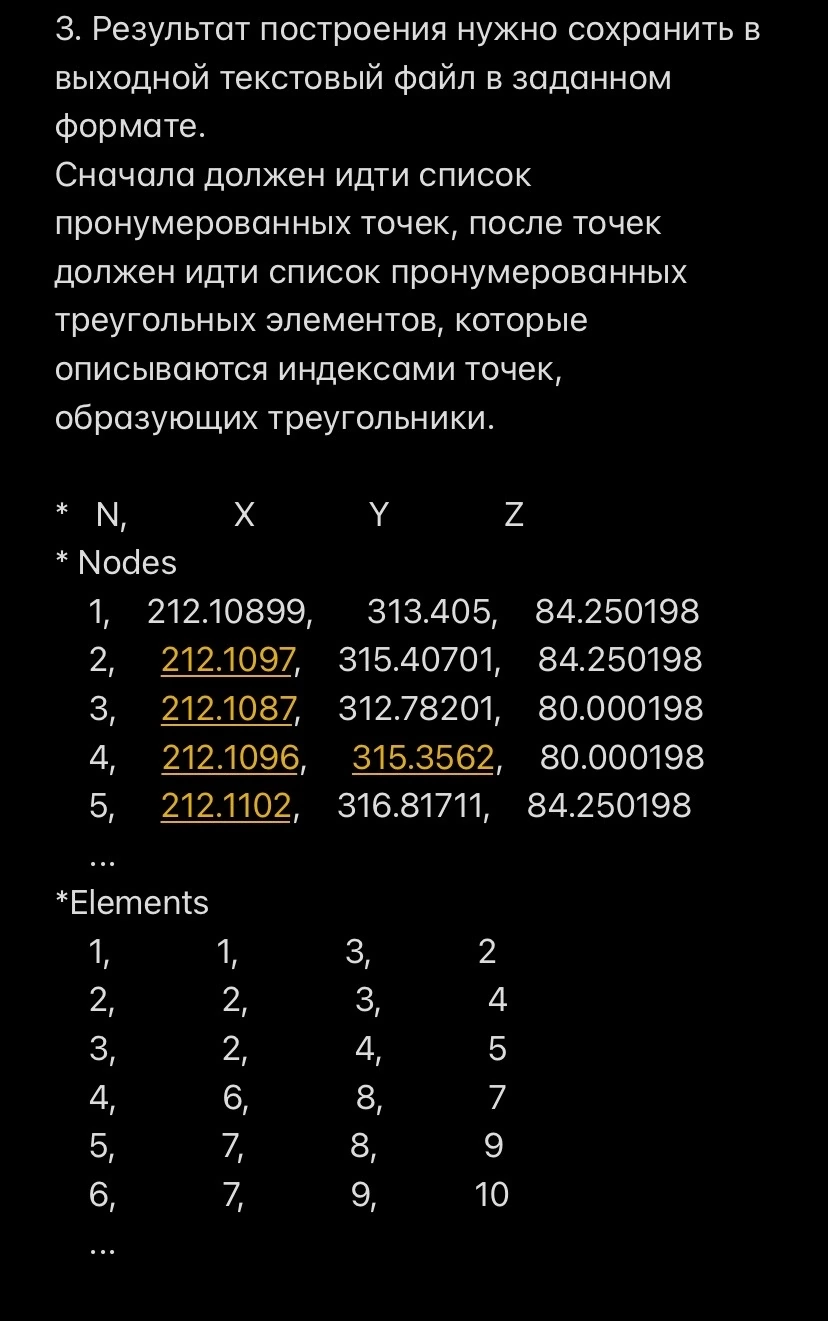 3. Результат построения нужно сохранить в
выходной текстовый файл в заданном
формате.
Сначала должен идти список
пронумерованных точек, после точек
должен идти список пронумерованных
треугольных элементов, которые
описываются индексами точек,
образующих треугольники.
* N, X Y Z
* Nodes
1, 212.10899, 313.405, 84.250198
2, 212.1097, 315.40701, 84.250198
3, 212.1087, 312.78201, 80.000198
4, 212.1096, 315.3562, 80.000198
5, 212.1102, 316.81711, 84.250198
...
*Elements
1, 1, 3, 2
2, 2, 3, 4
3, 2, 4, 5
4, 6, 8, 7
5, 7, 8, 9
6, 7, 9, 10
...